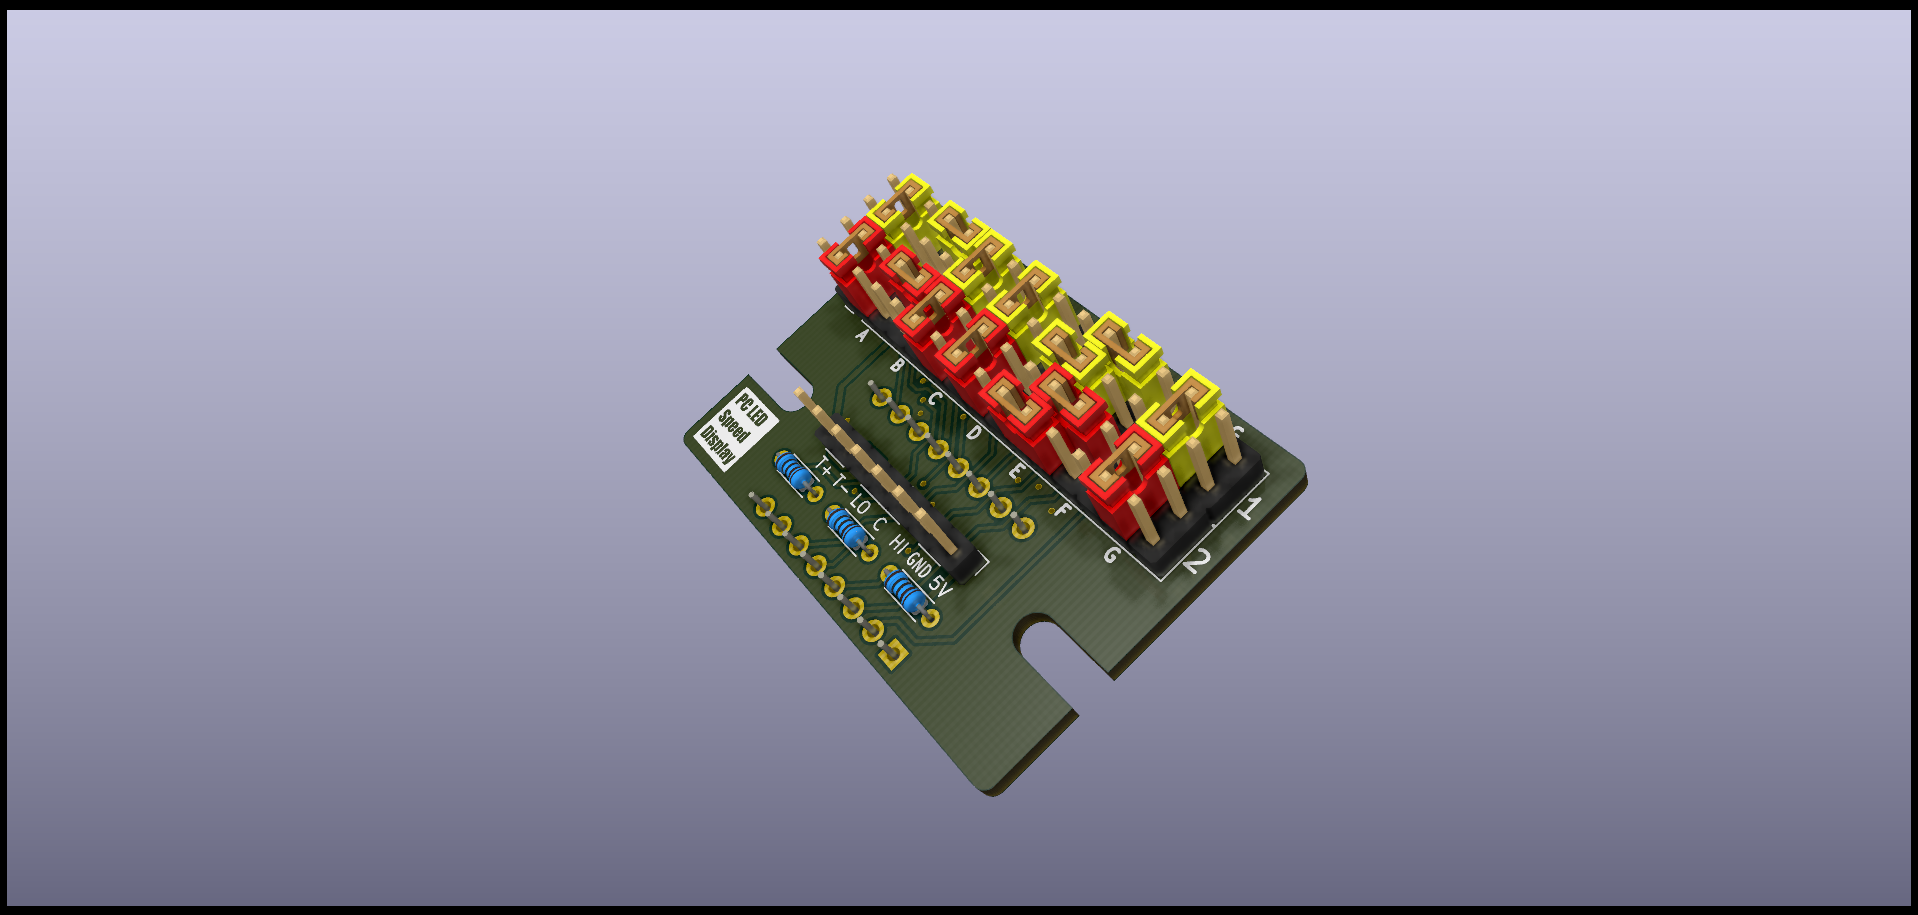 PC LED
Speed
Display
T+ T- LO C HI GND 5V
A
B
C
D
E
F
G
1
2